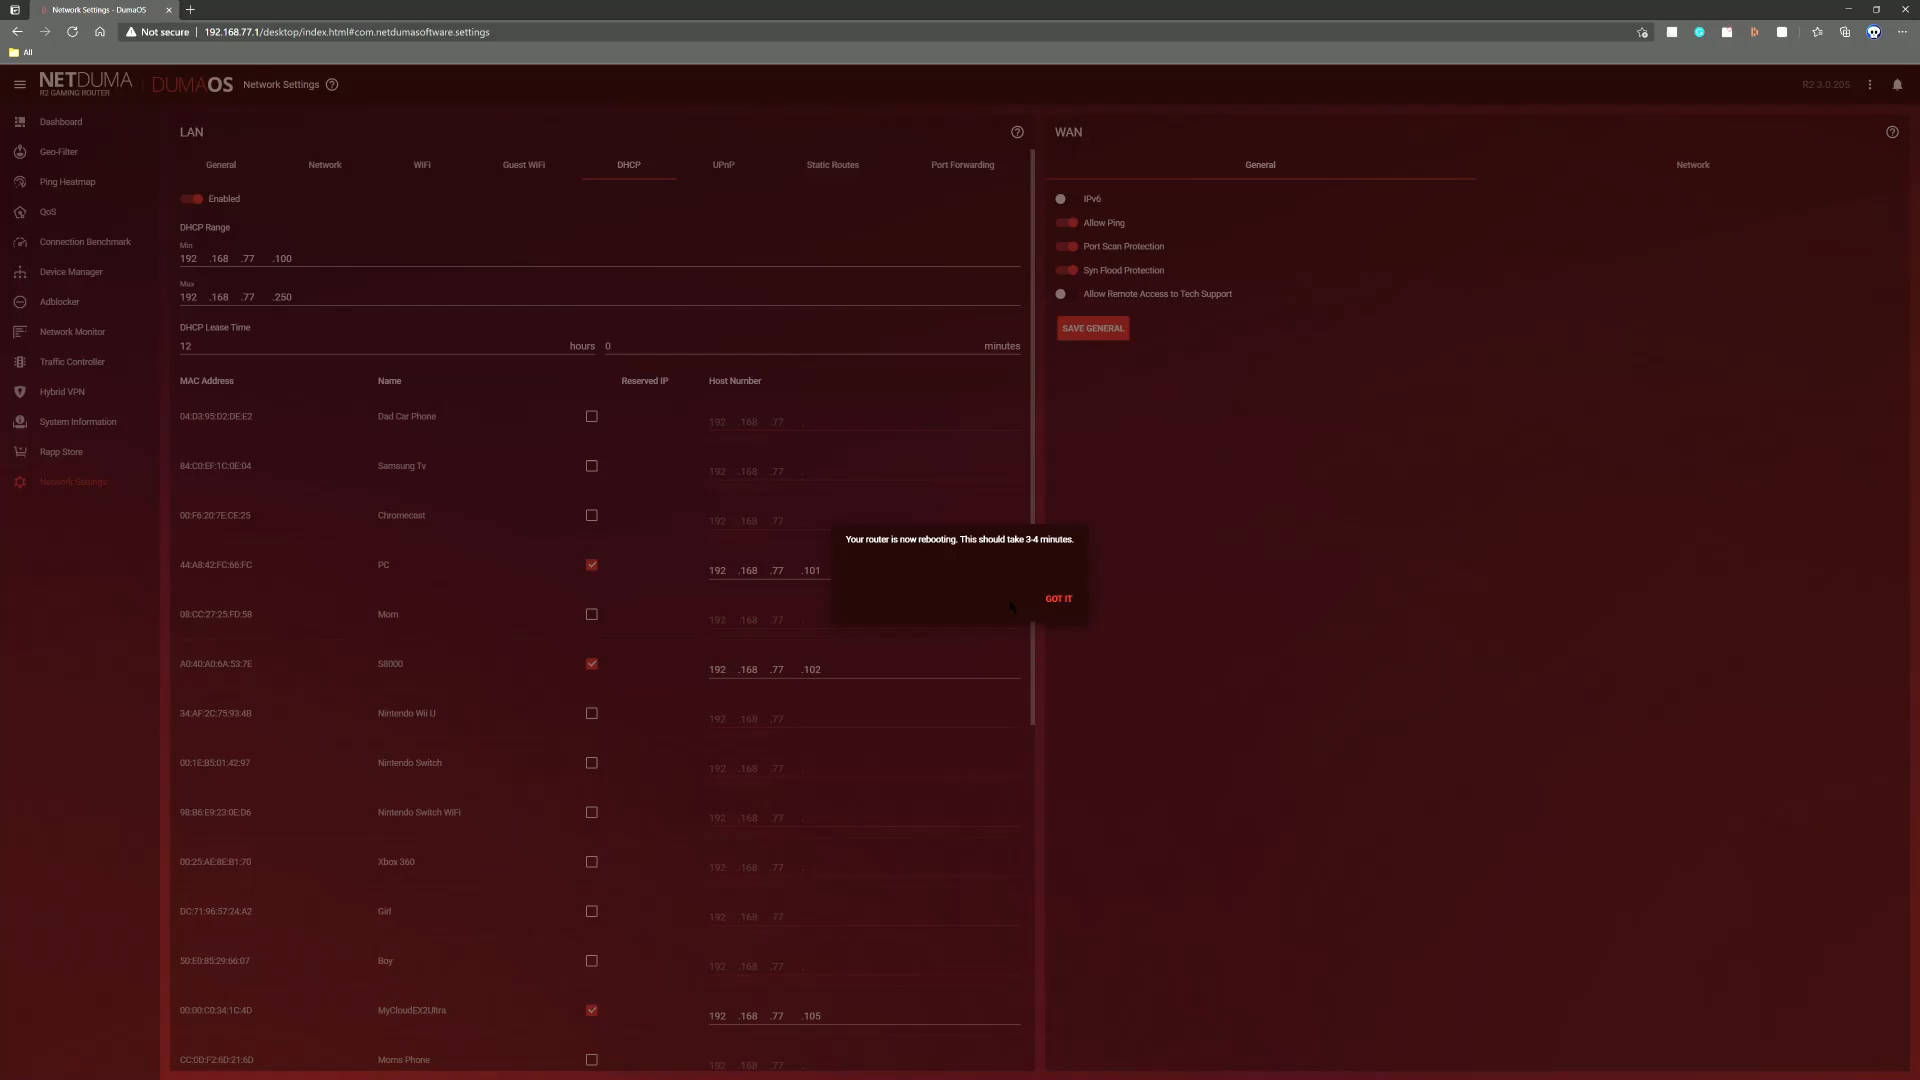 Network Settings - DumaOS
Not secure 192.168.77.1/desktop/index.html#com.netdumasoftware.settings
All
NETDUMA
R2 GAMING ROUTER
DUMAOS Network Settings
R2 3.0.205
Dashboard
Geo-Filter
Ping Heatmap
QoS
Connection Benchmark
Device Manager
Adblocker
Network Monitor
Traffic Controller
Hybrid VPN
System Information
Rapp Store
Network Settings
LAN
General Network WiFi Guest WiFi DHCP UPnP Static Routes Port Forwarding
Enabled
DHCP Range
Min
192 .168 .77 .100
Max
192 .168 .77 .250
DHCP Lease Time
12 hours 0 minutes
MAC Address Name Reserved IP Host Number
04:D3:95:D2:DE:E2 Dad Car Phone 192 .168 .77 .
84:C0:EF:1C:0E:04 Samsung Tv 192 .168 .77 .
00:F6:20:7E:CE:25 Chromecast 192 .168 .77 .
44:A8:42:FC:66:FC PC 192 .168 .77 .101
08:CC:27:25:FD:58 Mom 192 .168 .77 .
A0:40:A0:6A:53:7E S8000 192 .168 .77 .102
34:AF:2C:75:93:4B Nintendo Wii U 192 .168 .77
00:1E:B5:01:42:97 Nintendo Switch 192 .168 .77 .
98:B6:E9:23:0E:D6 Nintendo Switch WiFi 192 .168 .77 .
00:25:AE:8E:B1:70 Xbox 360 192 .168 .77 .
DC:71:96:57:24:A2 Girl 192 .168 .77 .
50:E0:85:29:66:07 Boy 192 .168 .77 .
00:00:C0:34:1C:4D MyCloudEX2Ultra 192 .168 .77 .105
CC:0D:F2:6D:21:6D Moms Phone 192 .168 .77 .
WAN
General Network
IPv6
Allow Ping
Port Scan Protection
Syn Flood Protection
Allow Remote Access to Tech Support
SAVE GENERAL
Your router is now rebooting. This should take 3-4 minutes.
GOT IT